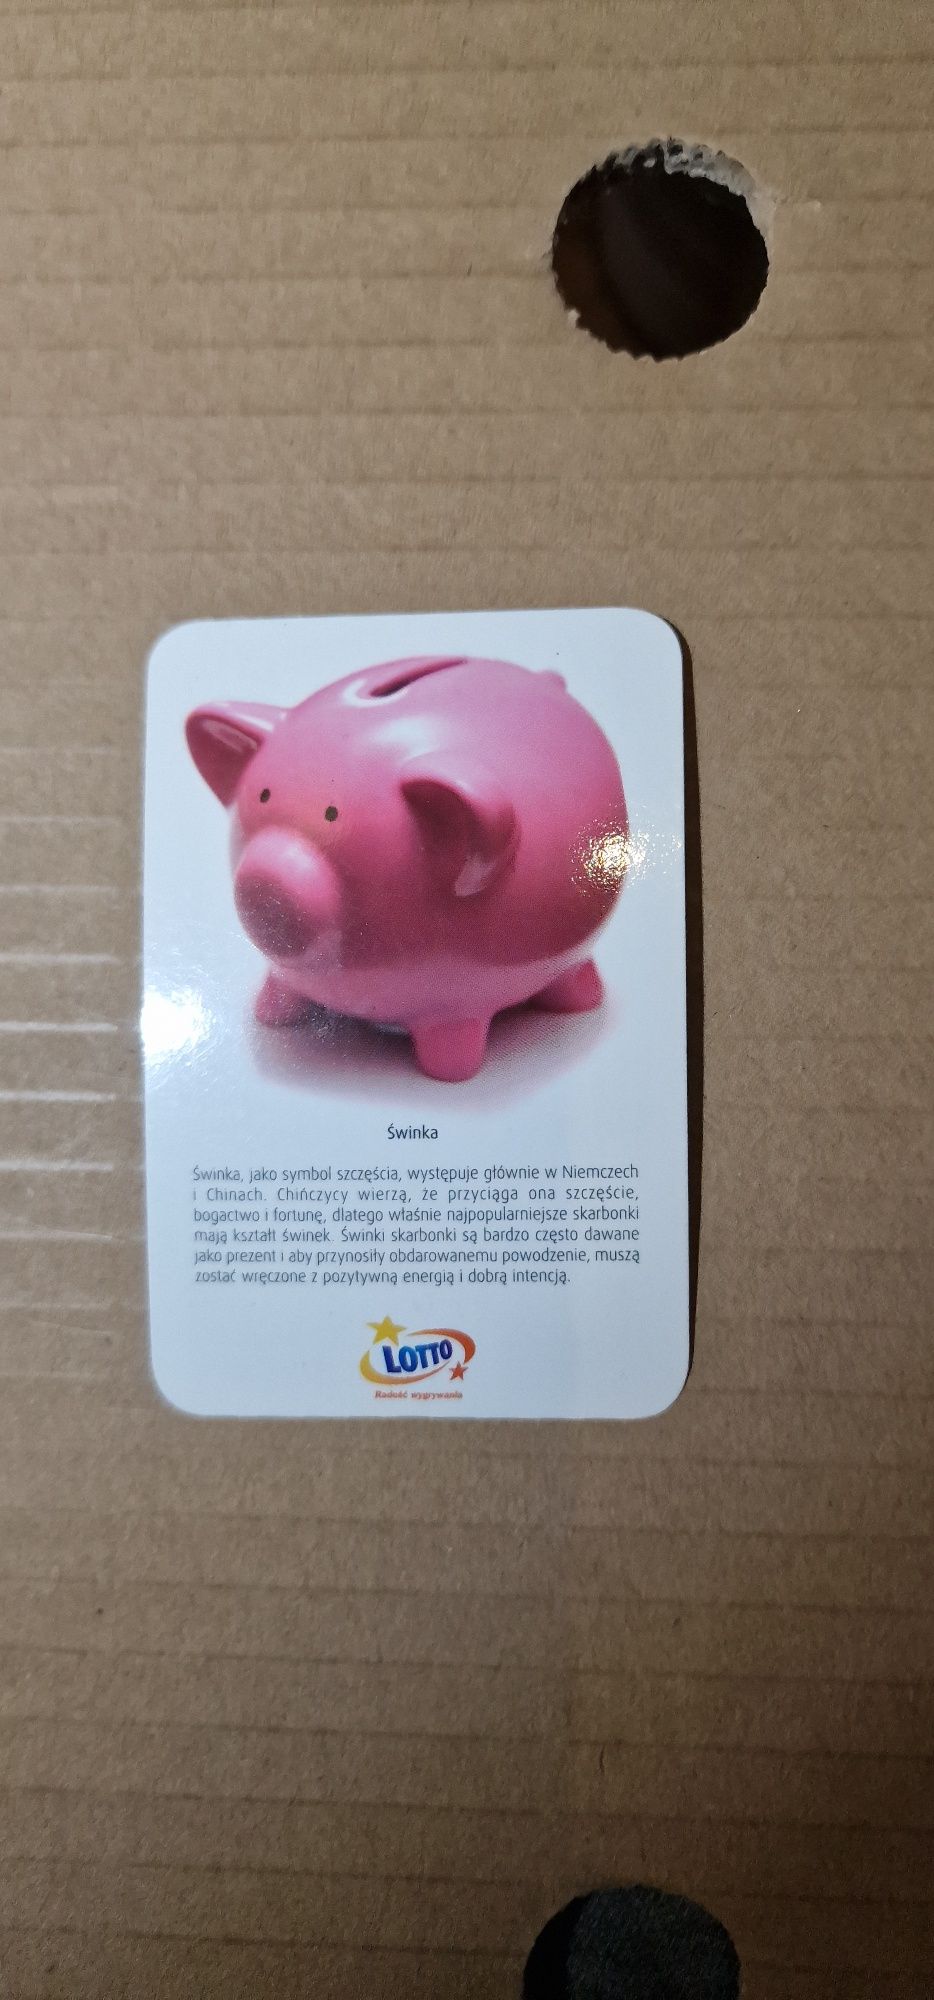 Świnka
Świnka, jako symbol szczęścia, występuje głównie w Niemczech
i Chinach. Chińczycy wierzą, że przyciąga ona szczęście,
bogactwo i fortunę, dlatego właśnie najpopularniejsze skarbonki
mają kształt świnek. Świnki skarbonki są bardzo często dawane
jako prezent i aby przynosiły obdarowanemu powodzenie, muszą
zostać wręczone z pozytywną energią i dobrą intencją.
LOTTO
Radość wygrywania